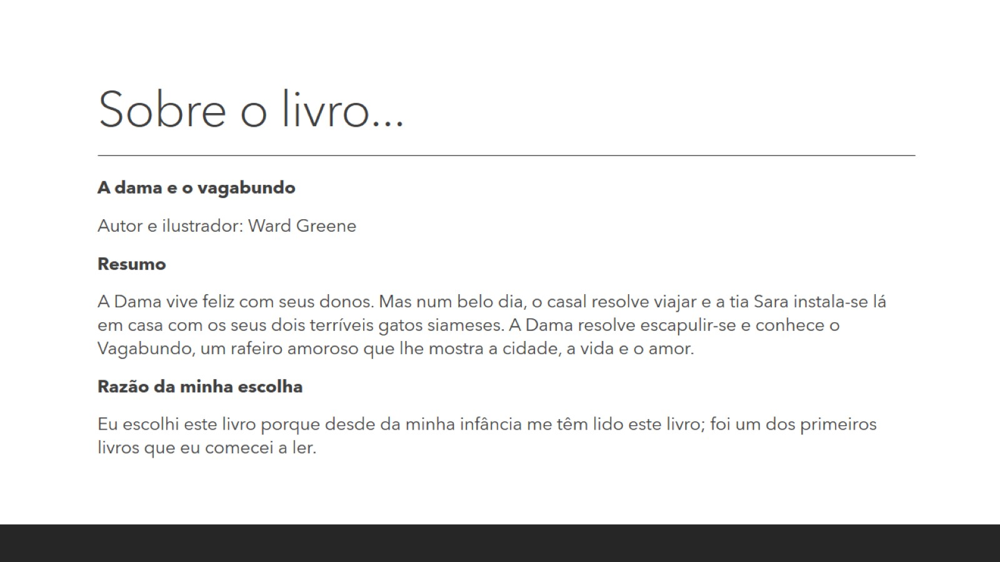 Sobre o livro...
A dama e o vagabundo
Autor e ilustrador: Ward Greene
Resumo
A Dama vive feliz com seus donos. Mas num belo dia, o casal resolve viajar e a tia Sara instala-se lá
em casa com os seus dois terríveis gatos siameses. A Dama resolve escapulir-se e conhece o
Vagabundo, um rafeiro amoroso que lhe mostra a cidade, a vida e o amor.
Razão da minha escolha
Eu escolhi este livro porque desde da minha infância me têm lido este livro; foi um dos primeiros
livros que eu comecei a ler.